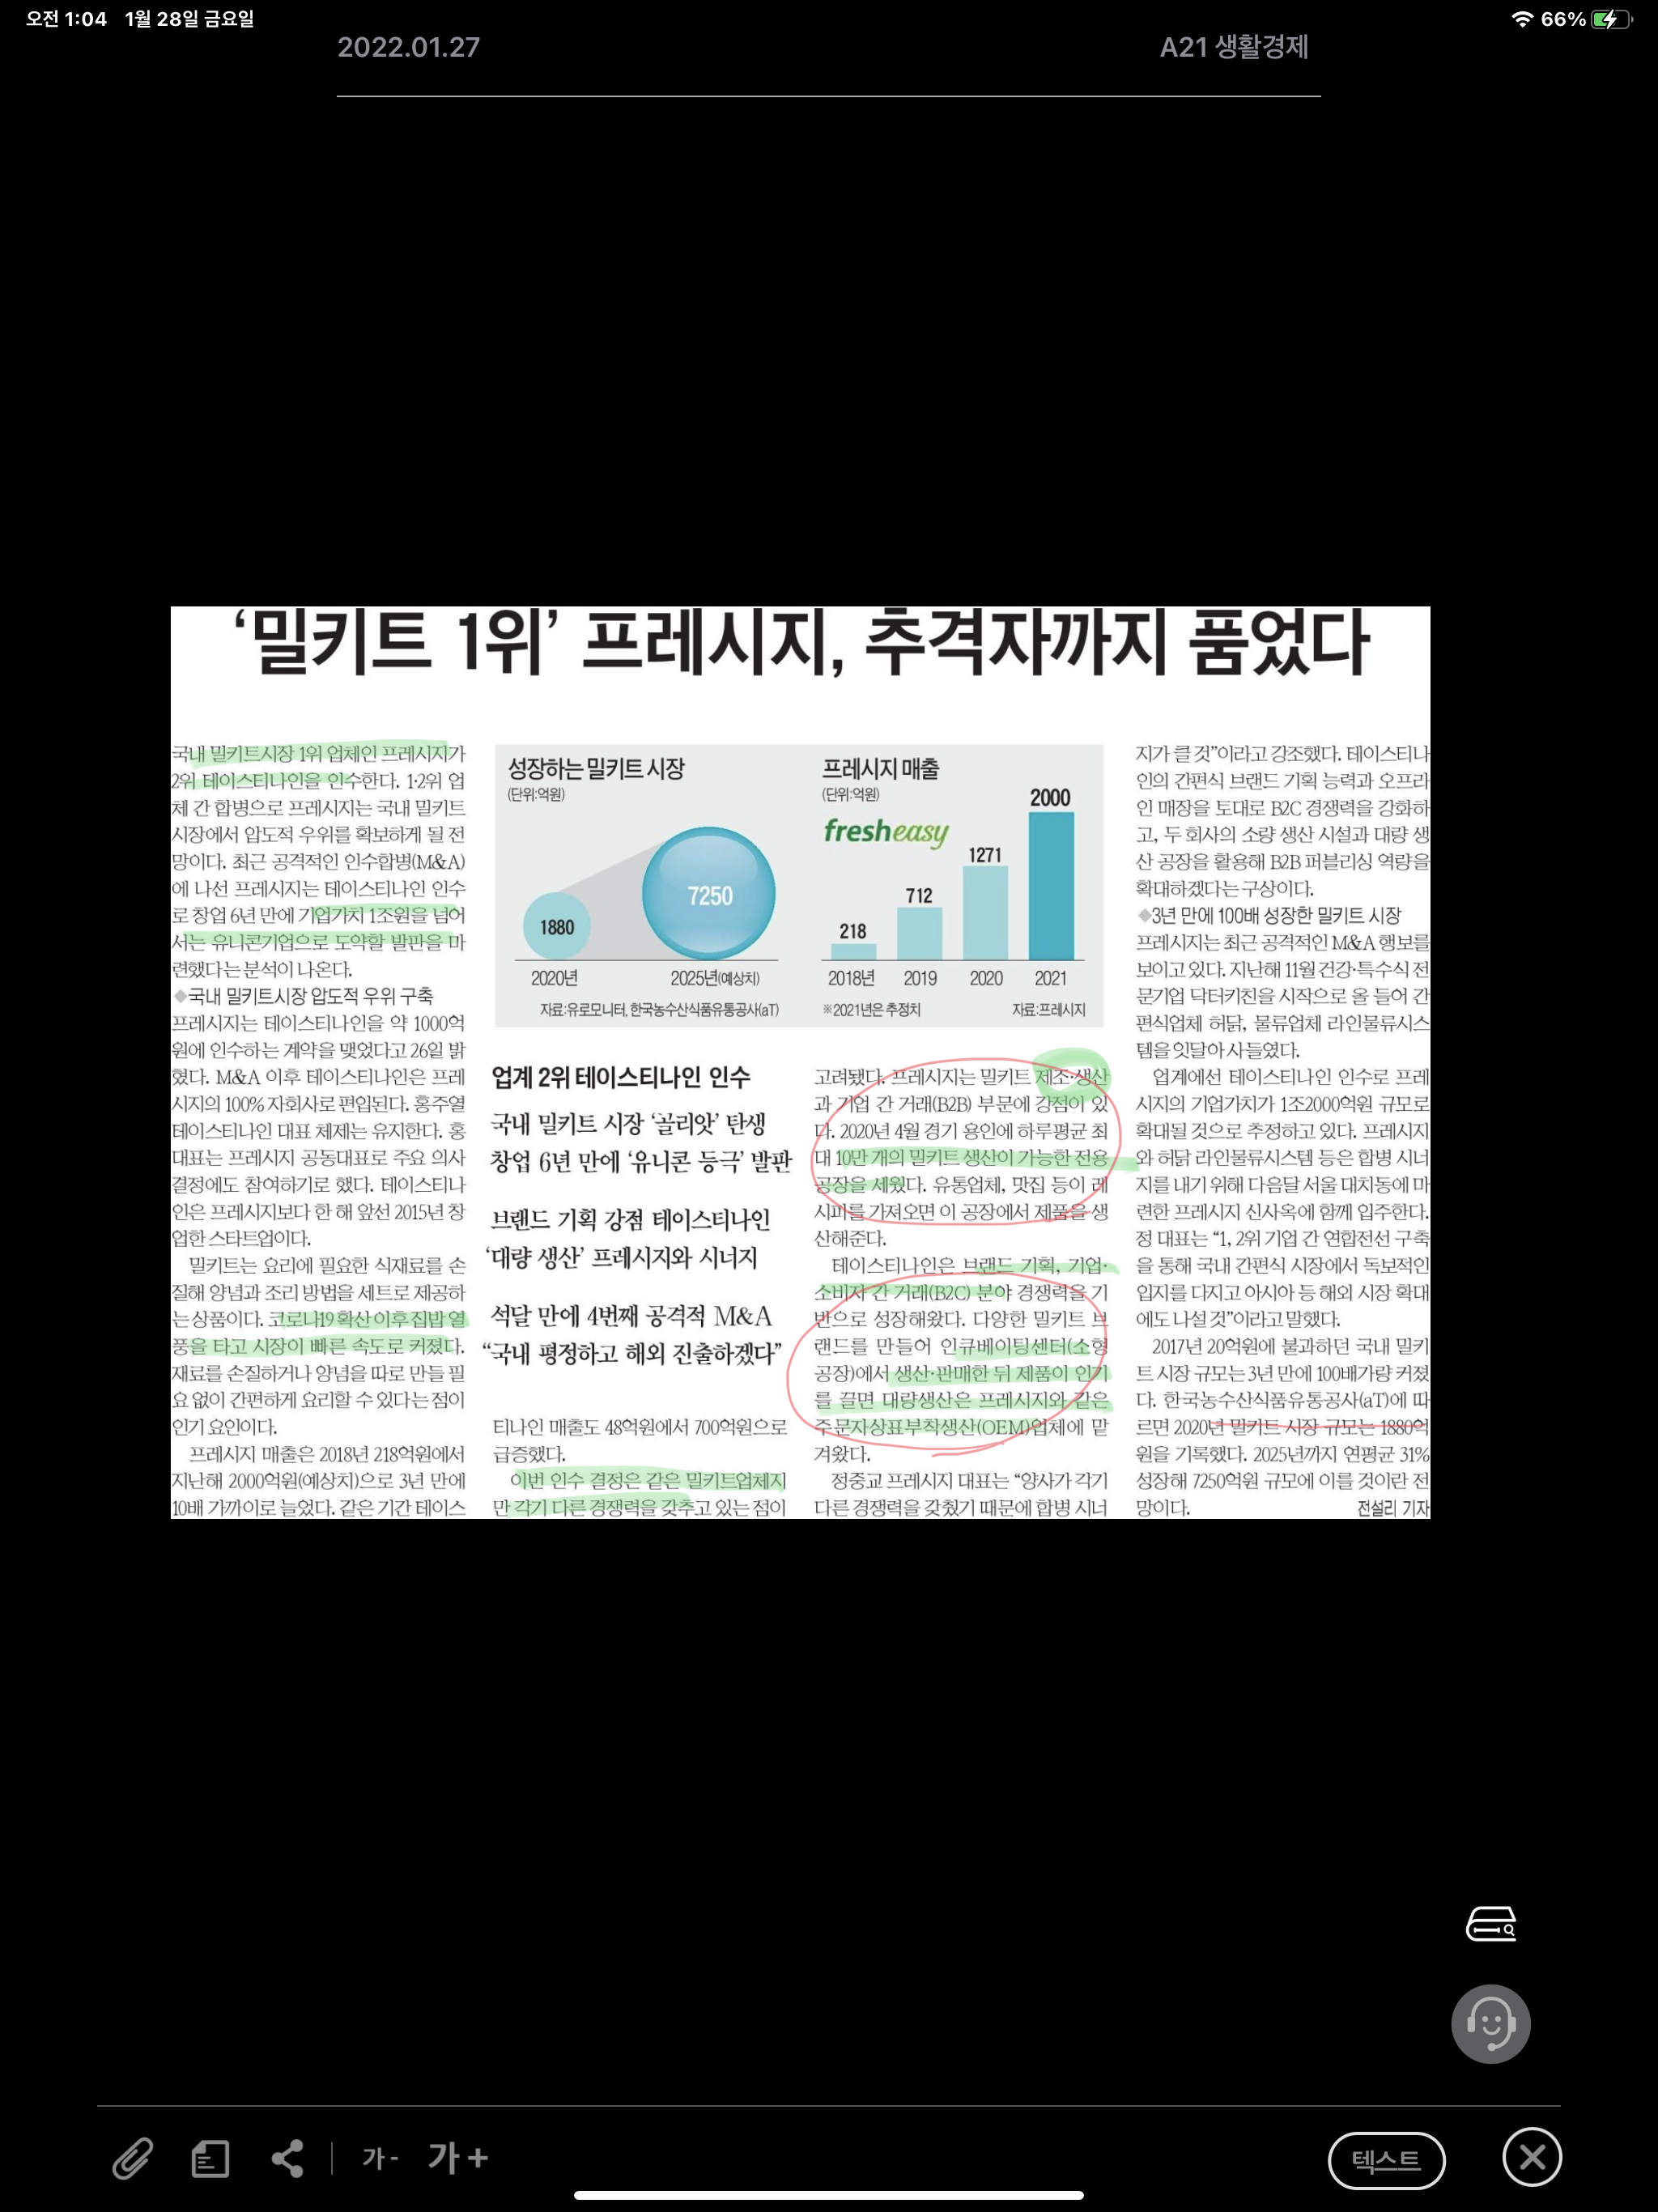 오전 1:04 1월 28일 금요일
66%
2022.01.27
A21 생활경제
‘밀키트 1위’ 프레시지, 추격자까지 품었다
국내 밀키트시장 1위 업체인 프레시지가
2위 테이스티나인을 인수한다. 1·2위 업
체 간 합병으로 프레시지는 국내 밀키트
시장에서 압도적 우위를 확보하게 될 전
망이다. 최근 공격적인 인수합병(M&A)
에 나선 프레시지는 테이스티나인 인수
로 창업 6년 만에 기업가치 1조원을 넘어
서는 유니콘기업으로 도약할 발판을 마
련했다는 분석이 나온다.
◆국내 밀키트시장 압도적 우위 구축
프레시지는 테이스티나인을 약 1000억
원에 인수하는 계약을 맺었다고 26일 밝
혔다. M&A 이후 테이스티나인은 프레
시지의 100% 자회사로 편입된다. 홍주열
테이스티나인 대표 체제는 유지한다. 홍
대표는 프레시지 공동대표로 주요 의사
결정에도 참여하기로 했다. 테이스티나
인은 프레시지보다 한 해 앞선 2015년 창
업한 스타트업이다.
밀키트는 요리에 필요한 식재료를 손
질해 양념과 조리 방법을 세트로 제공하
는 상품이다. 코로나19 확산 이후 집밥 열
풍을 타고 시장이 빠른 속도로 커졌다.
재료를 손질하거나 양념을 따로 만들 필
요 없이 간편하게 요리할 수 있다는 점이
인기 요인이다.
프레시지 매출은 2018년 218억원에서
지난해 2000억원(예상치)으로 3년 만에
10배 가까이로 늘었다. 같은 기간 테이스
성장하는 밀키트 시장
(단위:억원)
1880
7250
2020년
2025년(예상치)
자료:유로모니터, 한국농수산식품유통공사(aT)
프레시지 매출
(단위:억원)
fresheasy
218
712
1271
2000
2018년 2019 2020 2021
※2021년은 추정치
자료:프레시지
업계 2위 테이스티나인 인수
국내 밀키트 시장 ‘골리앗’ 탄생
창업 6년 만에 ‘유니콘 등극’ 발판
브랜드 기획 강점 테이스티나인
‘대량 생산’ 프레시지와 시너지
석달 만에 4번째 공격적 M&A
“국내 평정하고 해외 진출하겠다”
티나인 매출도 48억원에서 700억원으로
급증했다.
이번 인수 결정은 같은 밀키트업체지
만 각기 다른 경쟁력을 갖추고 있는 점이
고려됐다. 프레시지는 밀키트 제조·생산
과 기업 간 거래(B2B) 부문에 강점이 있
다. 2020년 4월 경기 용인에 하루평균 최
대 10만 개의 밀키트 생산이 가능한 전용
공장을 세웠다. 유통업체, 맛집 등이 레
시피를 가져오면 이 공장에서 제품을 생
산해준다.
테이스티나인은 브랜드 기획, 기업·
소비자 간 거래(B2C) 분야 경쟁력을 기
반으로 성장해왔다. 다양한 밀키트 브
랜드를 만들어 인큐베이팅센터(소형
공장)에서 생산·판매한 뒤 제품이 인기
를 끌면 대량생산은 프레시지와 같은
주문자상표부착생산(OEM)업체에 맡
겨왔다.
정중교 프레시지 대표는 “양사가 각기
다른 경쟁력을 갖췄기 때문에 합병 시너
지가 클 것”이라고 강조했다. 테이스티나
인의 간편식 브랜드 기획 능력과 오프라
인 매장을 토대로 B2C 경쟁력을 강화하
고, 두 회사의 소량 생산 시설과 대량 생
산 공장을 활용해 B2B 퍼블리싱 역량을
확대하겠다는 구상이다.
◆3년 만에 100배 성장한 밀키트 시장
프레시지는 최근 공격적인 M&A 행보를
보이고 있다. 지난해 11월 건강·특수식 전
문기업 닥터키친을 시작으로 올 들어 간
편식업체 허닭, 물류업체 라인물류시스
템을 잇달아 사들였다.
업계에선 테이스티나인 인수로 프레
시지의 기업가치가 1조2000억원 규모로
확대될 것으로 추정하고 있다. 프레시지
와 허닭 라인물류시스템 등은 합병 시너
지를 내기 위해 다음달 서울 대치동에 마
련한 프레시지 신사옥에 함께 입주한다.
정 대표는 “1, 2위 기업 간 연합전선 구축
을 통해 국내 간편식 시장에서 독보적인
입지를 다지고 아시아 등 해외 시장 확대
에도 나설 것”이라고 말했다.
2017년 20억원에 불과하던 국내 밀키
트 시장 규모는 3년 만에 100배가량 커졌
다. 한국농수산식품유통공사(aT)에 따
르면 2020년 밀키트 시장 규모는 1880억
원을 기록했다. 2025년까지 연평균 31%
성장해 7250억원 규모에 이를 것이란 전
망이다. 전설리 기자
가- 가+
텍스트